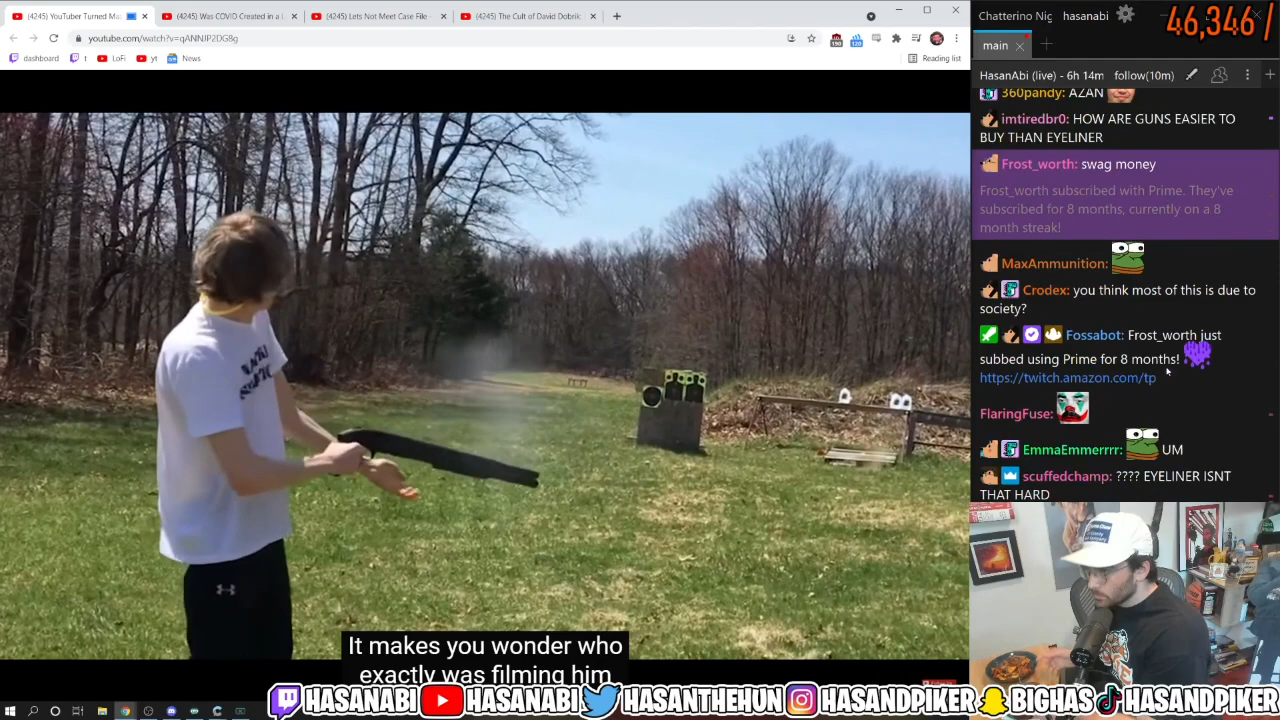 (4245) YouTuber Turned Ma
(4245) Was COVID Created in a
(4245) Lets Not Meet Case File -
(4245) The Cult of David Dobrik:
youtube.com/watch?v=qANNJP2DG8g
dashboard
t
LoFi
yt
News
Reading list
It makes you wonder who
exactly was filming him
Chatterino Nig
hasanabi
46,346 /
main
HasanAbi (live) - 6h 14m
follow(10m)
360pandy: AZAN
imtiredbr0: HOW ARE GUNS EASIER TO
BUY THAN EYELINER
Frost_worth: swag money
Frost_worth subscribed with Prime. They've
subscribed for 8 months, currently on a 8
month streak!
MaxAmmunition:
Crodex: you think most of this is due to
society?
Fossabot: Frost_worth just
subbed using Prime for 8 months!
https://twitch.amazon.com/tp
FlaringFuse:
EmmaEmmerrrr: UM
scuffedchamp: ???? EYELINER ISNT
THAT HARD
HASANABI
HASANABI
HASANTHEHUN
HASANDPIKER
BIGHAS
HASANDPIKER